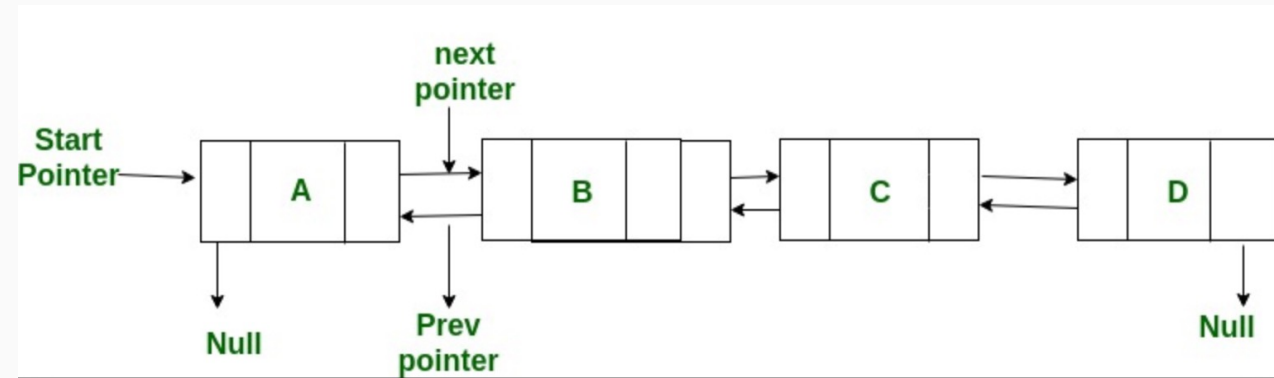 next
pointer
Start
Pointer
A
B
C
D
Null
Prev
pointer
Null